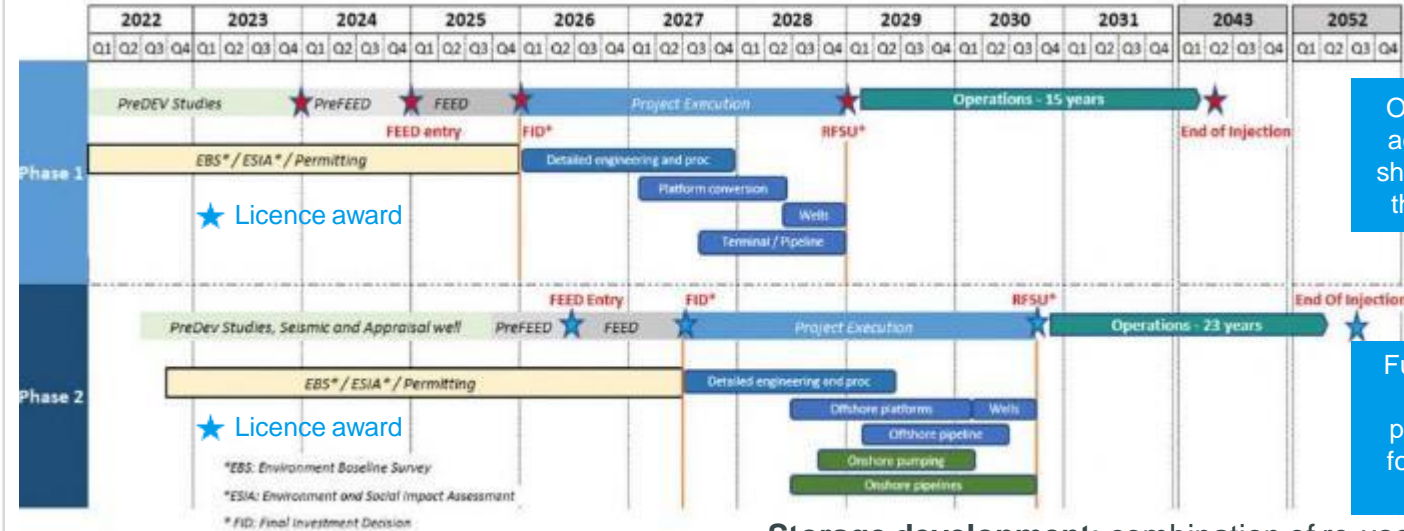 2022 2023 2024 2025 2026 2027 2028 2029 2030 2031 2043 2052
Q1 Q2 Q3 Q4 Q1 Q2 Q3 Q4 Q1 Q2 Q3 Q4 Q1 Q2 Q3 Q4 Q1 Q2 Q3 Q4 Q1 Q2 Q3 Q4 Q1 Q2 Q3 Q4 Q1 Q2 Q3 Q4 Q1 Q2 Q3 Q4 Q1 Q2 Q3 Q4 Q1 Q2 Q3 Q4 Q1 Q2 Q3 Q4
Phase 1
PreDEV Studies PreFEED FEED Project Execution Operations - 15 years
FEED entry FID* RFSU* End of Injection
EBS* / ESIA* / Permitting Detailed engineering and proc
Platform conversion
Licence award Wells
Terminal / Pipeline
Phase 2
FEED Entry FID* RFSU* End Of Injection
PreDev Studies, Seismic and Appraisal well PreFEED FEED Project Execution Operations - 23 years
EBS* / ESIA* / Permitting Detailed engineering and proc
Offshore platforms Wells
Licence award Offshore pipeline
Onshore pumping
*EBS: Environment Baseline Survey Onshore pipelines
*ESIA: Environment and Social Impact Assessment
* FID: Final Investment Decision
Storage development: combination of re-use